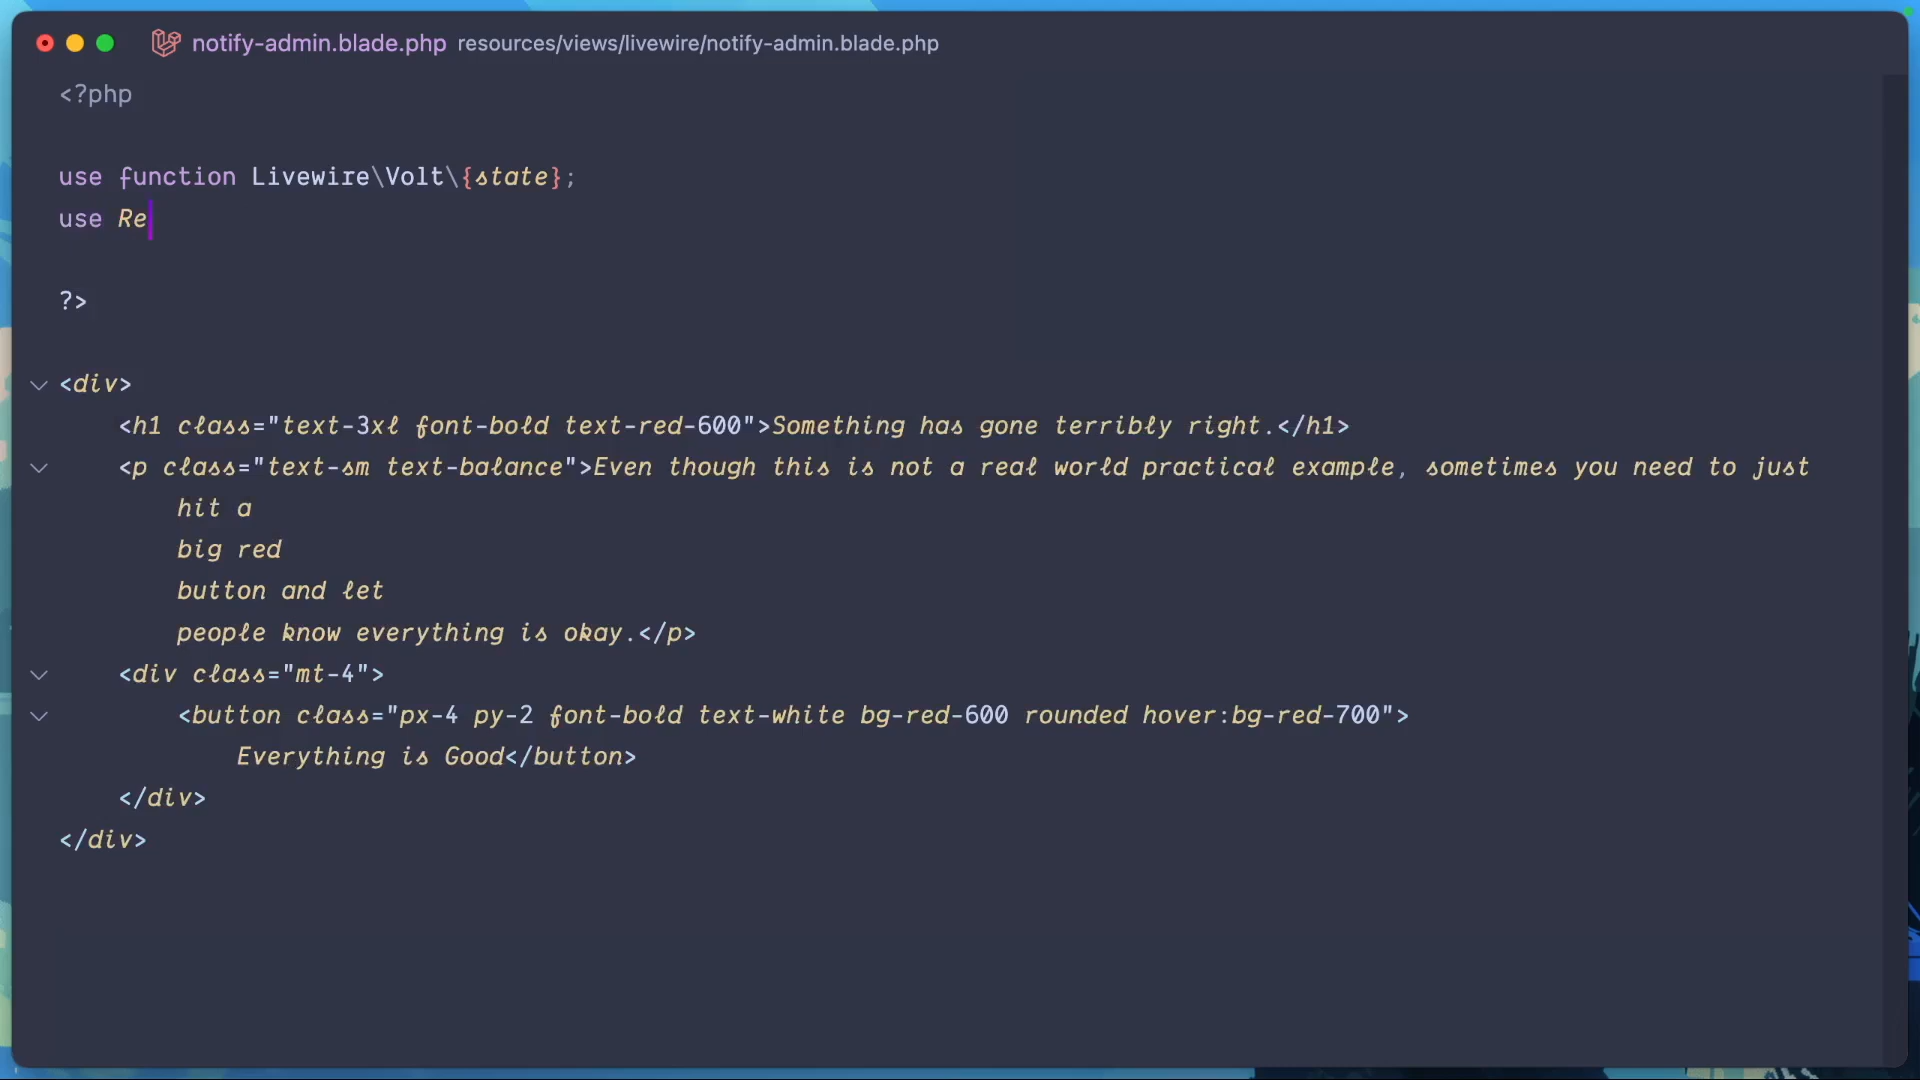 notify-admin.blade.php resources/views/livewire/notify-admin.blade.php
<?php
use function Livewire\Volt\{state};
use Re
?>
<div>
<h1 class="text-3xl font-bold text-red-600">Something has gone terribly right.</h1>
<p class="text-sm text-balance">Even though this is not a real world practical example, sometimes you need to just
hit a
big red
button and let
people know everything is okay.</p>
<div class="mt-4">
<button class="px-4 py-2 font-bold text-white bg-red-600 rounded hover:bg-red-700">
Everything is Good</button>
</div>
</div>